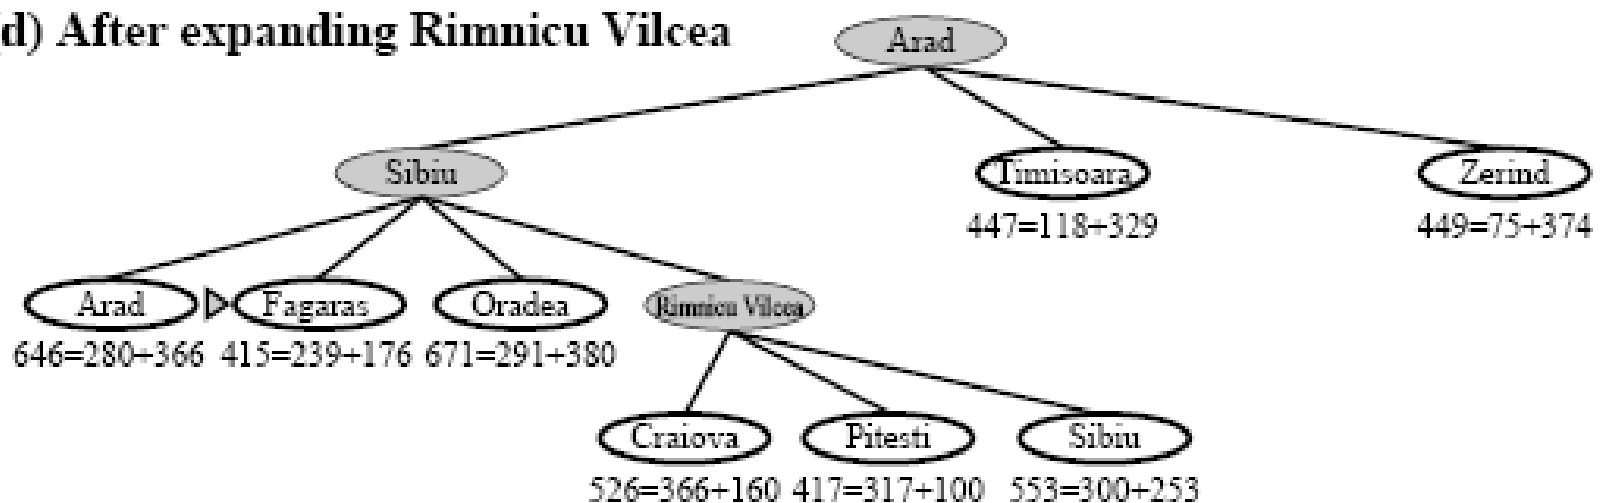 d) After expanding Rimnicu Vilcea
Arad
Sibiu
Timisoara
Zerind
447=118+329
449=75+374
Arad
Fagaras
Oradea
Rimnicu Vilcea
646=280+366
415=239+176
671=291+380
Craiova
Pitesti
Sibiu
526=366+160
417=317+100
553=300+253